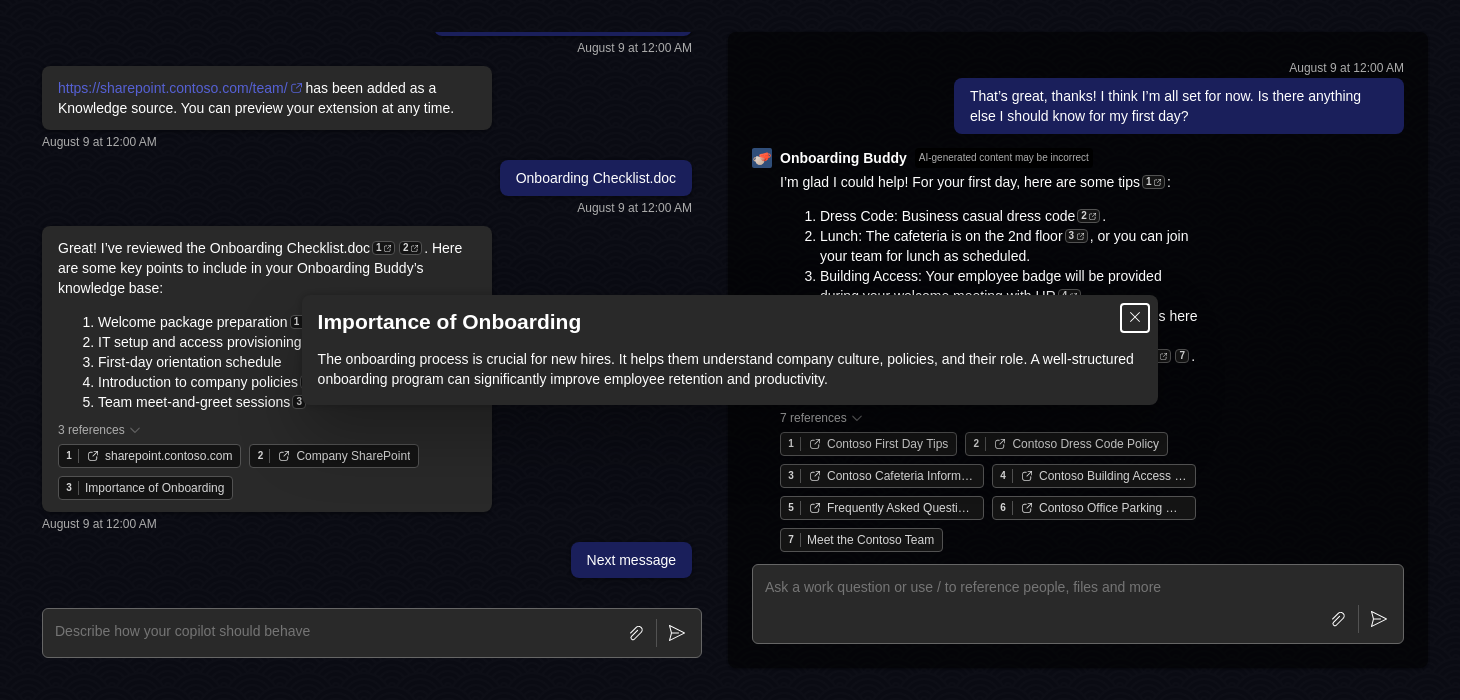 August 9 at 12:00 AM
https://sharepoint.contoso.com/team/ has been added as a
Knowledge source. You can preview your extension at any time.
August 9 at 12:00 AM
Onboarding Checklist.doc
August 9 at 12:00 AM
Great! I’ve reviewed the Onboarding Checklist.doc 1 2 . Here
are some key points to include in your Onboarding Buddy’s
knowledge base:
1. Welcome package preparation 1
2. IT setup and access provisioning
3. First-day orientation schedule
4. Introduction to company policies
5. Team meet-and-greet sessions 3
3 references
1 sharepoint.contoso.com 2 Company SharePoint
3 Importance of Onboarding
August 9 at 12:00 AM
Next message
Describe how your copilot should behave
Importance of Onboarding
The onboarding process is crucial for new hires. It helps them understand company culture, policies, and their role. A well-structured
onboarding program can significantly improve employee retention and productivity.
August 9 at 12:00 AM
That’s great, thanks! I think I’m all set for now. Is there anything
else I should know for my first day?
Onboarding Buddy AI-generated content may be incorrect
I’m glad I could help! For your first day, here are some tips 1 :
1. Dress Code: Business casual dress code 2 .
2. Lunch: The cafeteria is on the 2nd floor 3 , or you can join
your team for lunch as scheduled.
3. Building Access: Your employee badge will be provided
during your welcome meeting with HR 4 .
here
7 .
7 references
1 Contoso First Day Tips 2 Contoso Dress Code Policy
3 Contoso Cafeteria Inform… 4 Contoso Building Access …
5 Frequently Asked Questi… 6 Contoso Office Parking …
7 Meet the Contoso Team
Ask a work question or use / to reference people, files and more